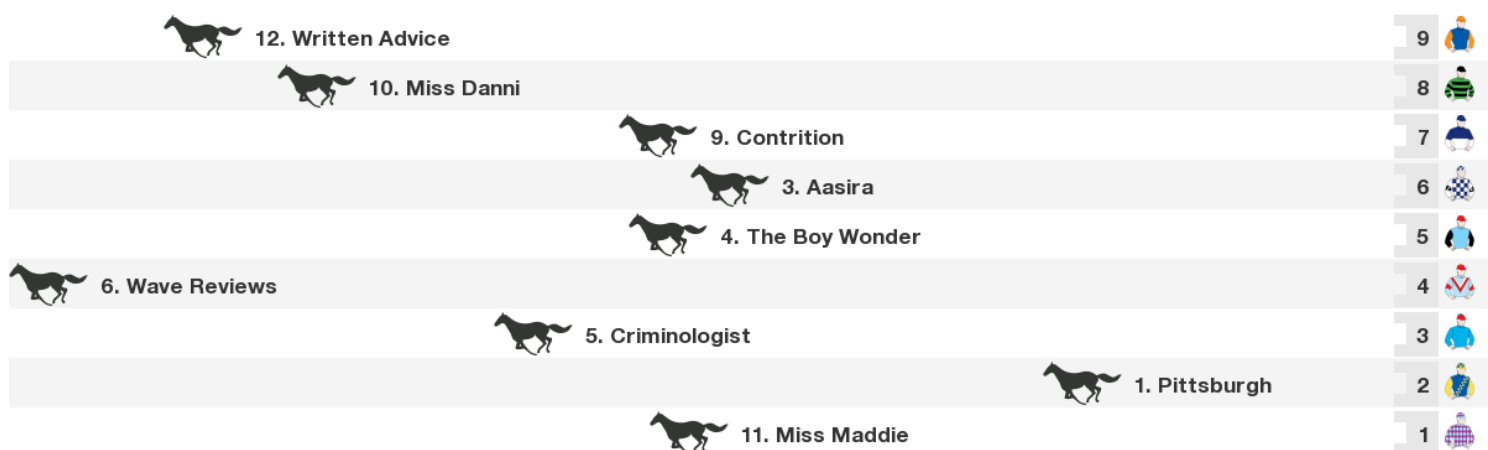 12. Written Advice 9
10. Miss Danni 8
9. Contrition 7
3. Aasira 6
4. The Boy Wonder 5
6. Wave Reviews 4
5. Criminologist 3
1. Pittsburgh 2
11. Miss Maddie 1